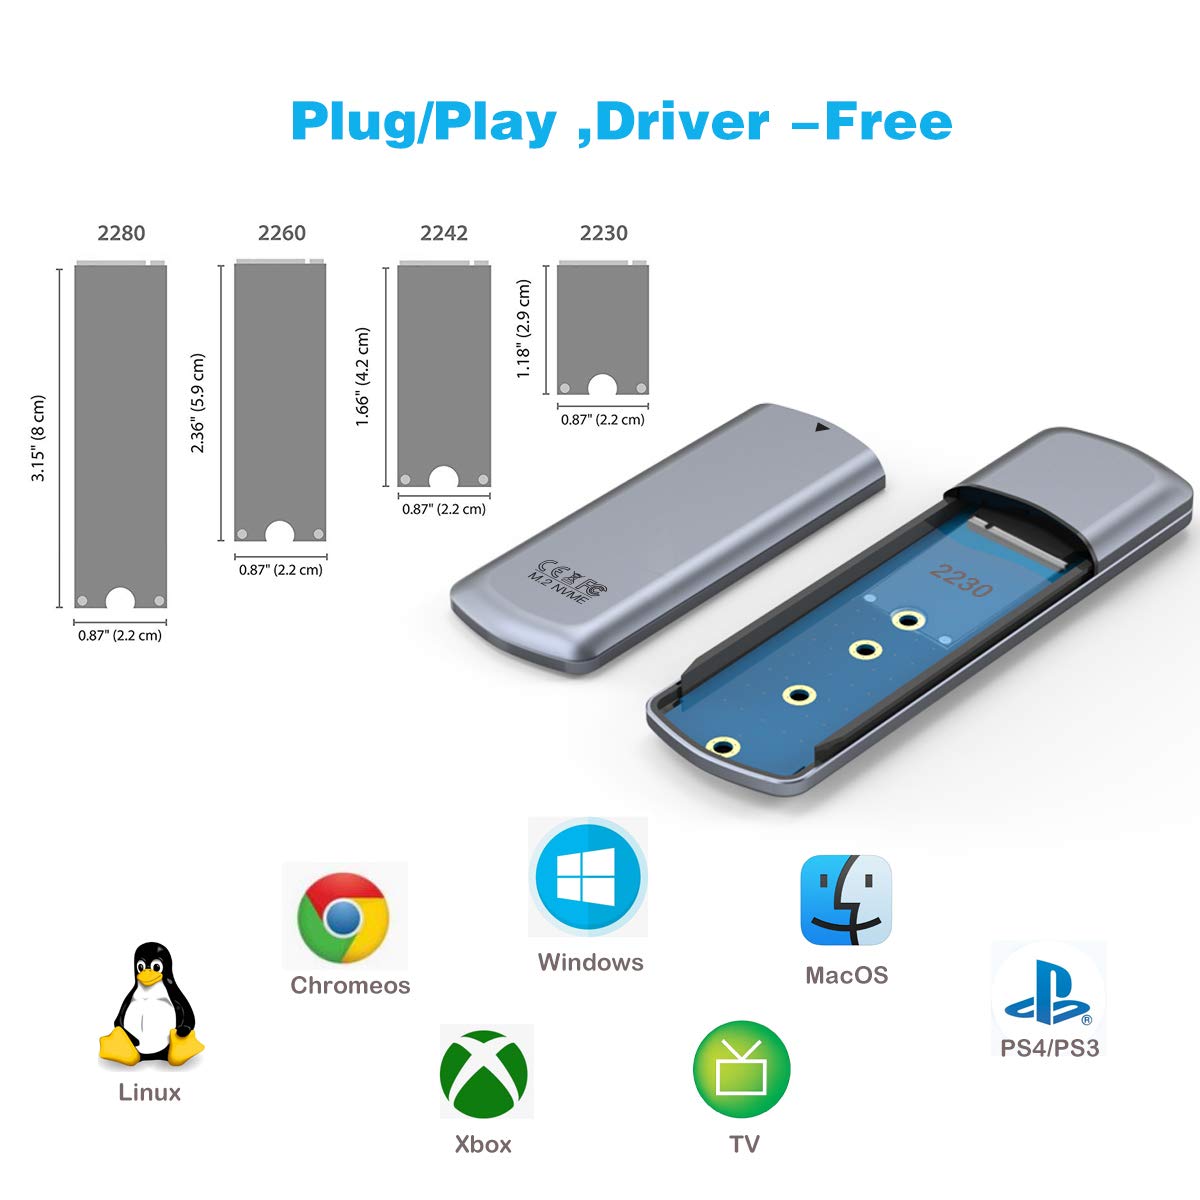 Plug/Play ,Driver -Free
2280
2260
2242
2230
3.15" (8 cm)
2.36" (5.9 cm)
1.66" (4.2 cm)
1.18" (2.9 cm)
0.87" (2.2 cm)
0.87" (2.2 cm)
0.87" (2.2 cm)
0.87" (2.2 cm)
CE FC
M.2 NVME
2230
Linux
Chromeos
Windows
MacOS
PS4/PS3
®
Xbox
TV